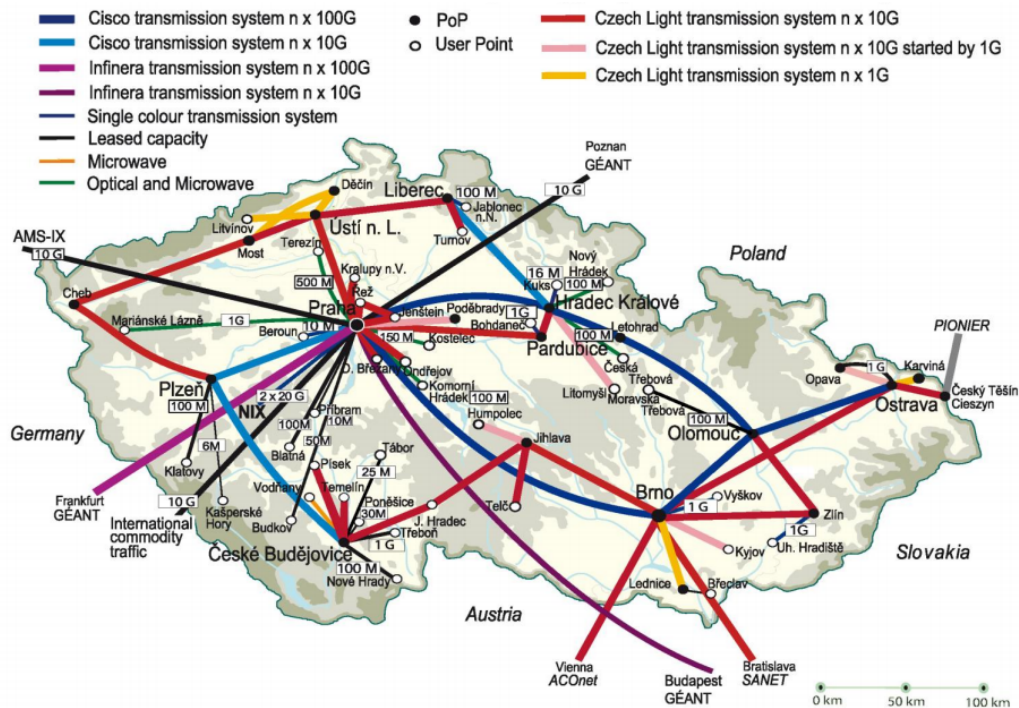 Cisco transmission system n x 100G
Cisco transmission system n x 10G
Infinera transmission system n x 100G
Infinera transmission system n x 10G
Single colour transmission system
Leased capacity
Microwave
Optical and Microwave
PoP
User Point
Czech Light transmission system n x 10G
Czech Light transmission system n x 10G started by 1G
Czech Light transmission system n x 1G
Poznan
GÉANT
10 G
Děčín
Liberec
100 M
Jablonec
n.N.
Turnov
Litvínov
Most
Ústí n. L.
Terezín
AMS-IX
10 G
Cheb
500 M
Kralupy n.V.
Řež
Praha
Jenštejn
Poděbrady
Nový
Hrádek
16 M
Kuks
100 M
Hradec Králové
1G
Bohdaneč
Pardubice
Letohrad
100 M
Česká
Třebová
Litomyšl
Moravská
Třebová
Poland
PIONIER
Mariánské Lázně
1G
Beroun
10 M
150 M
Kostelec
Ondřejov
D. Břežany
Komorní
Hrádek
100 M
Humpolec
Plzeň
100 M
2 x 20 G
NIX
Příbram
10M
100M
50M
6M
Blatná
Klatovy
Kašperské
Hory
Germany
Frankfurt
GÉANT
10 G
International
commodity
traffic
Písek
Tábor
25 M
Vodňany
Temelín
Poněšice
30M
Budkov
České Budějovice
1 G
J. Hradec
Třeboň
100 M
Nové Hrady
Jihlava
Telč
Olomouc
100 M
Opava
1 G
Karviná
Ostrava
Český Těšín
Cieszyn
Brno
Vyškov
1 G
Zlín
1G
Uh. Hradiště
Kyjov
Lednice
Břeclav
Slovakia
Austria
Vienna
ACOnet
Budapest
GÉANT
Bratislava
SANET
0 km
50 km
100 km